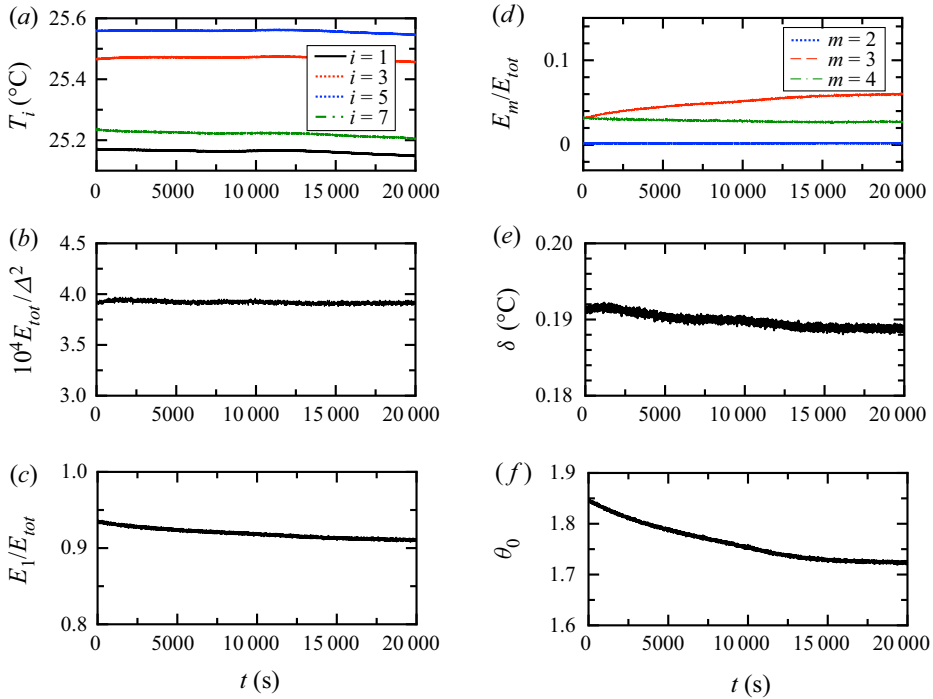 (a)
25.6
25.4
25.2
T_i (°C)
i = 1
i = 3
i = 5
i = 7
0 5000 10 000 15 000 20 000
(b)
4.5
4.0
3.5
3.0
10^4 E_tot/Δ^2
0 5000 10 000 15 000 20 000
(c)
1.0
0.9
0.8
E_1/E_tot
0 5000 10 000 15 000 20 000
t (s)
(d)
0.1
0
E_m/E_tot
m = 2
m = 3
m = 4
0 5000 10 000 15 000 20 000
(e)
0.20
0.19
0.18
δ (°C)
0 5000 10 000 15 000 20 000
(f)
1.9
1.8
1.7
1.6
θ_0
0 5000 10 000 15 000 20 000
t (s)